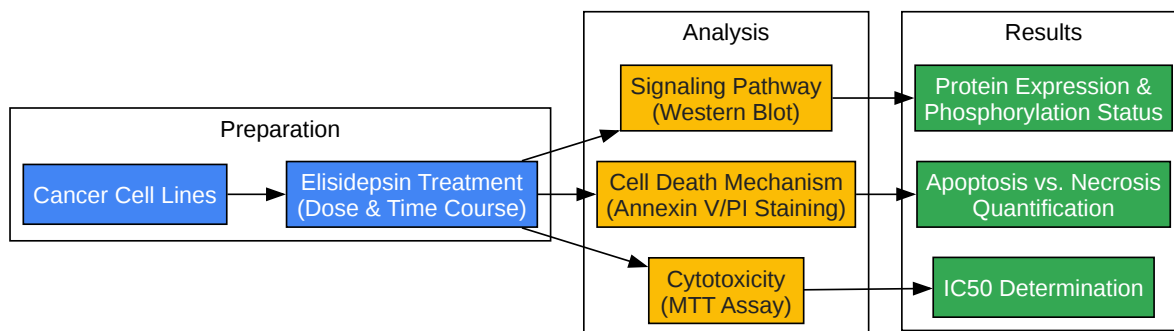 Preparation
Cancer Cell Lines
Elisidepsin Treatment
(Dose & Time Course)
Analysis
Signaling Pathway
(Western Blot)
Cell Death Mechanism
(Annexin V/PI Staining)
Cytotoxicity
(MTT Assay)
Results
Protein Expression &
Phosphorylation Status
Apoptosis vs. Necrosis
Quantification
IC50 Determination